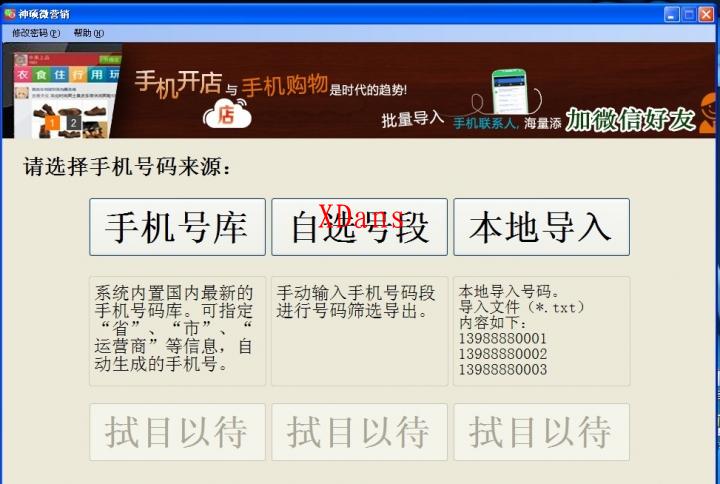 神硕微营销
修改密码(P) 帮助(H)
衣食住行用玩
手机开店与手机购物是时代的趋势!
店
1 2
批量导入 手机联系人, 海量添加微信好友
请选择手机号码来源：
手机号库 自选号段 本地导入
XDans
系统内置国内最新的
手机号码库。可指定
“省”、“市”、“
运营商”等信息，自
动生成的手机号。
手动输入手机号码段
进行号码筛选导出。
本地导入号码。
导入文件（*.txt）
内容如下：
13988880001
13988880002
13988880003
拭目以待 拭目以待 拭目以待